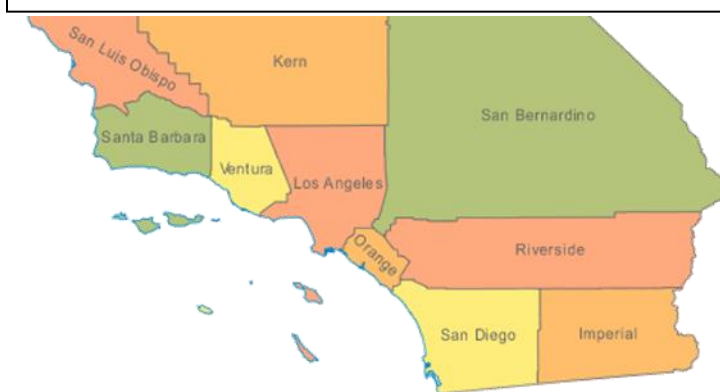 San Luis Obispo
Kern
San Bernardino
Santa Barbara
Ventura
Los Angeles
Orange
Riverside
San Diego
Imperial